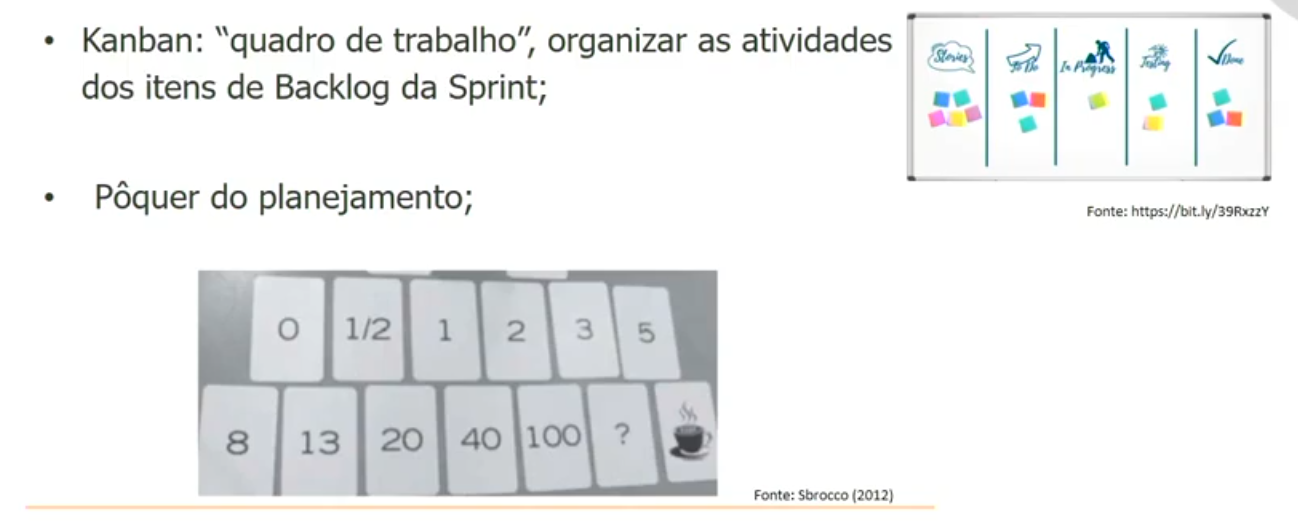 • Kanban: “quadro de trabalho”, organizar as atividades
dos itens de Backlog da Sprint;
Stories To Do In Progress Testing Done
Fonte: https://bit.ly/39RxzzY
• Pôquer do planejamento;
0 1/2 1 2 3 5
8 13 20 40 100 ?
Fonte: Sbrocco (2012)